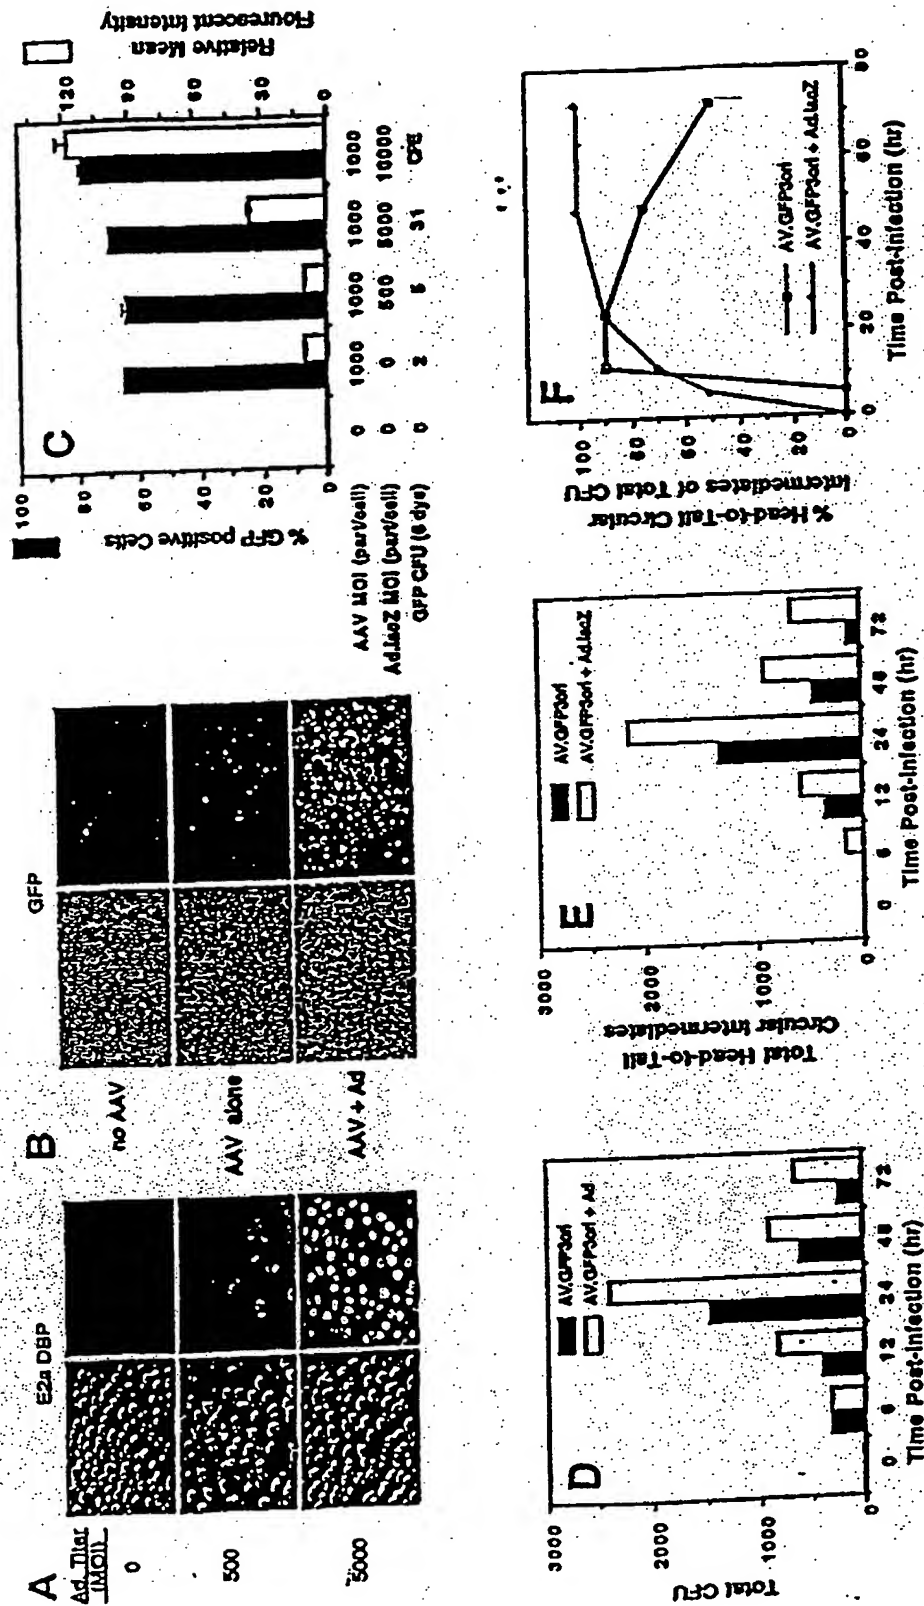 A
Ad. Titer
(MOI)
E2a DBP
0
500
5000
B
GFP
no AAV
AAV alone
AAV + Ad
C
% GFP positive Cells
100
80
60
40
20
0
Relative Mean
Flourescent Intensity
120
90
60
30
0
AAV MOI (part/cell) 0 1000 1000 1000 1000
Ad.lacZ MOI (part/cell) 0 0 500 5000 10000
GFP CFU (6 dys) 0 2 5 31 CPE
D
Total CFU
3000
2000
1000
0
AV.GFP3ori
AV.GFP3ori + Ad
0 6 12 24 48 72
Time Post-Infection (hr)
E
Total Head-to-Tail
Circular Intermediates
3000
2000
1000
0
AV.GFP3ori
AV.GFP3ori + Ad.lacZ
0 6 12 24 48 72
Time Post-Infection (hr)
F
% Head-to-Tail Circular
Intermediates of Total CFU
100
80
60
40
20
0
AV.GFP3ori
AV.GFP3ori + Ad.lacZ
0 20 40 60 80
Time Post-Infection (hr)